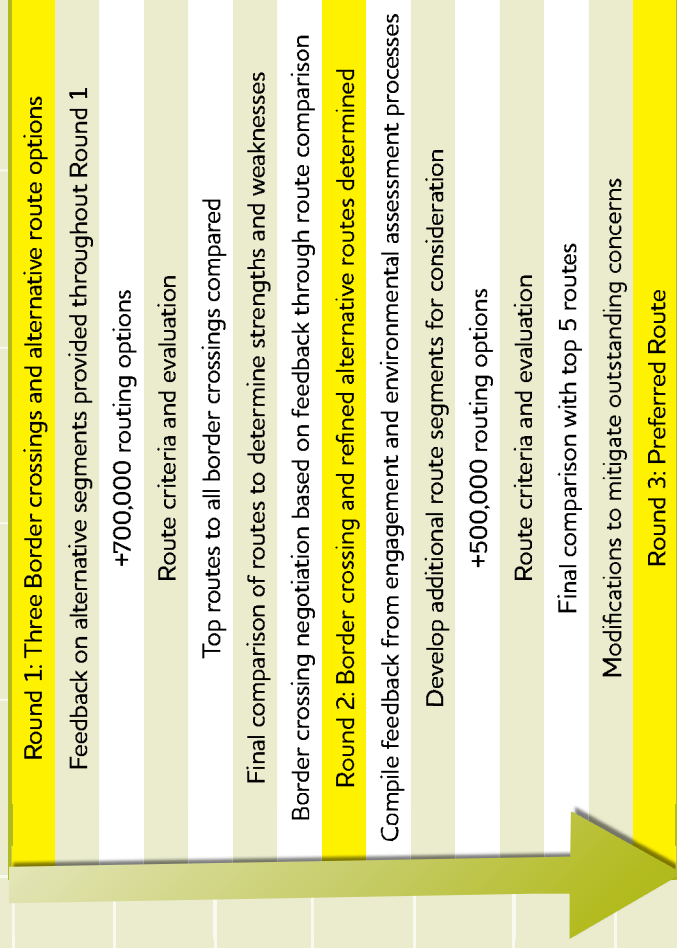 Round 1: Three Border crossings and alternative route options
Feedback on alternative segments provided throughout Round 1
+700,000 routing options
Route criteria and evaluation
Top routes to all border crossings compared
Final comparison of routes to determine strengths and weaknesses
Border crossing negotiation based on feedback through route comparison
Round 2: Border crossing and refined alternative routes determined
Compile feedback from engagement and environmental assessment processes
Develop additional route segments for consideration
+500,000 routing options
Route criteria and evaluation
Final comparison with top 5 routes
Modifications to mitigate outstanding concerns
Round 3: Preferred Route